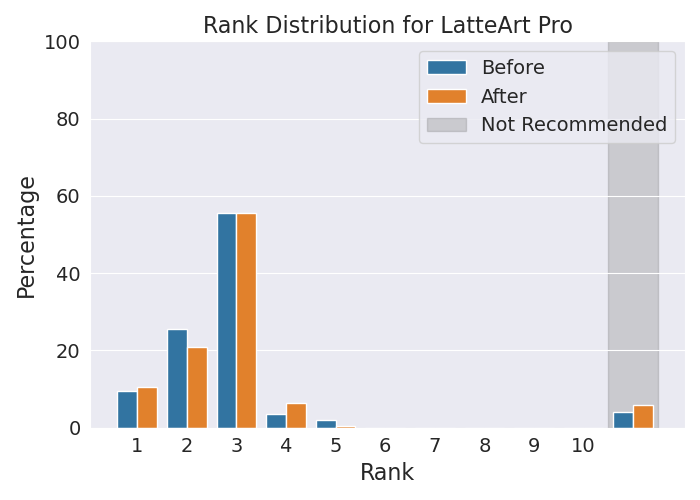 Rank Distribution for LatteArt Pro
100
80
60
40
20
0
Percentage
Before
After
Not Recommended
1 2 3 4 5 6 7 8 9 10
Rank